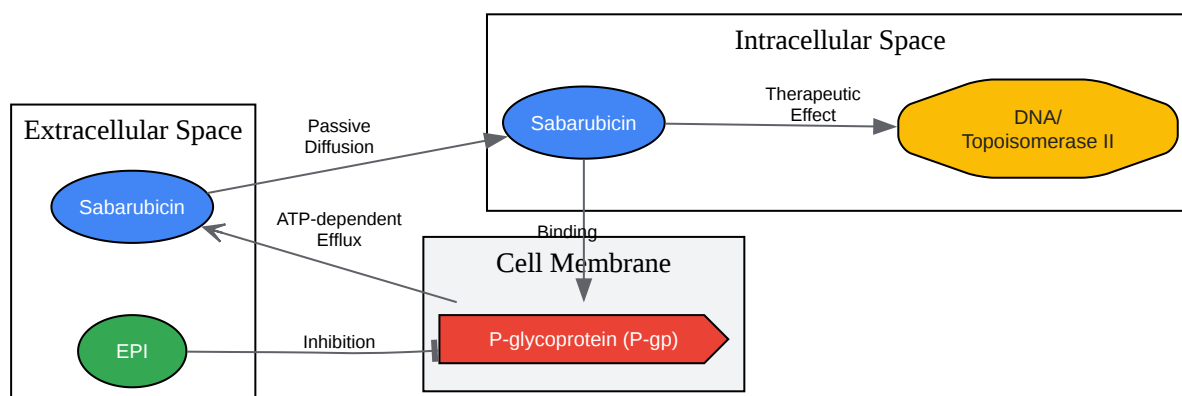 Intracellular Space
Therapeutic
Effect
Sabarubicin
DNA/
Topoisomerase II
Extracellular Space
Passive
Diffusion
Sabarubicin
ATP-dependent
Efflux
Binding
Cell Membrane
EPI
Inhibition
P-glycoprotein (P-gp)